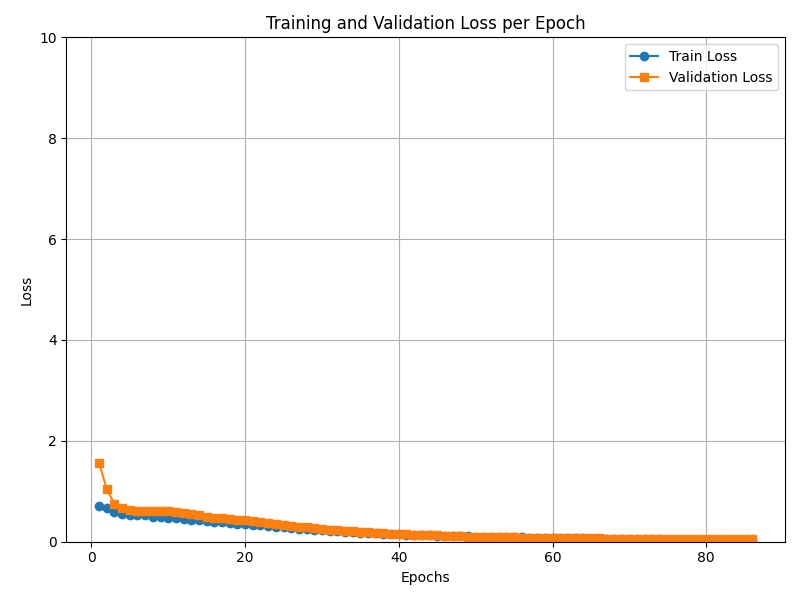 Training and Validation Loss per Epoch
10
8
6
4
2
0
Loss
Train Loss
Validation Loss
0 20 40 60 80
Epochs